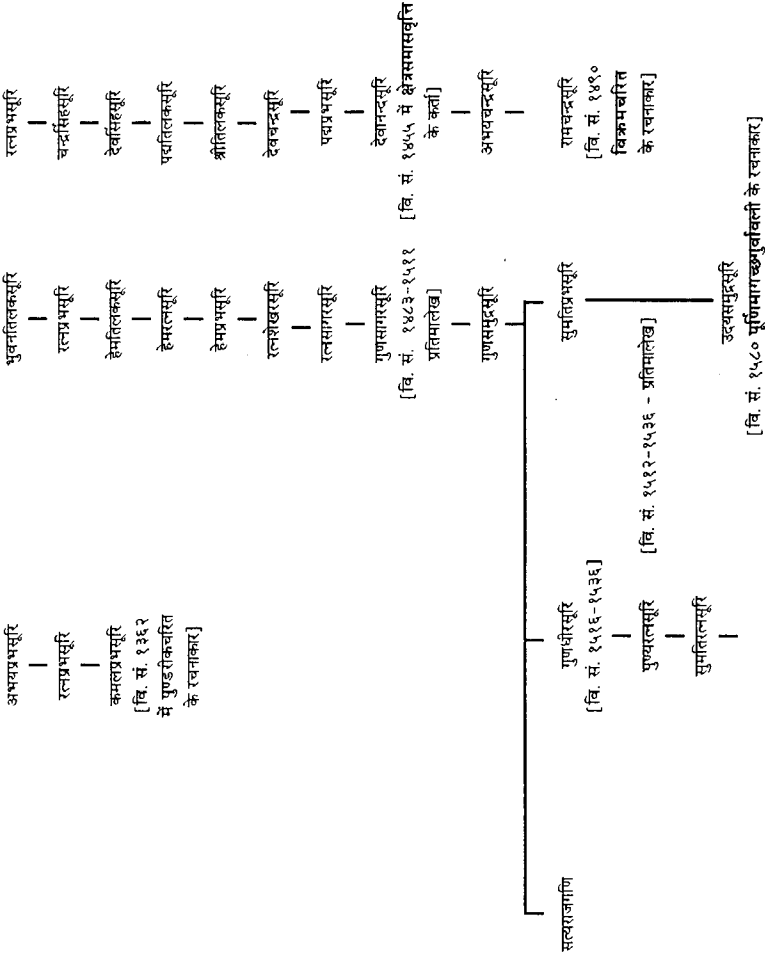 अभयप्रभसूरि
रत्नप्रभसूरि
कमलप्रभसूरि
[वि. सं. १३६२
में पुण्डरीकचरित
के रचनाकार]
भुवनतिलकसूरि
रत्नप्रभसूरि
हेमतिलकसूरि
हेमरत्नसूरि
हेमप्रभसूरि
रत्नशेखरसूरि
रत्नसागरसूरि
गुणसागरसूरि
[वि. सं. १४८३-१५११
प्रतिमालेख]
गुणसमुद्रसूरि
रत्नप्रभसूरि
चन्द्रसिंहसूरि
देवसिंहसूरि
पद्मतिलकसूरि
श्रीतिलकसूरि
देवचन्द्रसूरि
पद्मप्रभसूरि
देवानन्दसूरि
[वि. सं. १४५५ में क्षेत्रसमासवृत्ति
के कर्ता]
अभयचन्द्रसूरि
रामचन्द्रसूरि
[वि. सं. १४९०
विक्रमचरित
के रचनाकार]
सत्यराजगणि
गुणधीरसूरि
[वि. सं. १५१६-१५३६]
पुण्यरत्नसूरि
सुमतिरत्नसूरि
सुमतिप्रभसूरि
[वि. सं. १५१२-१५३६ - प्रतिमालेख]
उदयसमुद्रसूरि
[वि. सं. १५८० पूर्णिमागच्छगुर्वावली के रचनाकार]